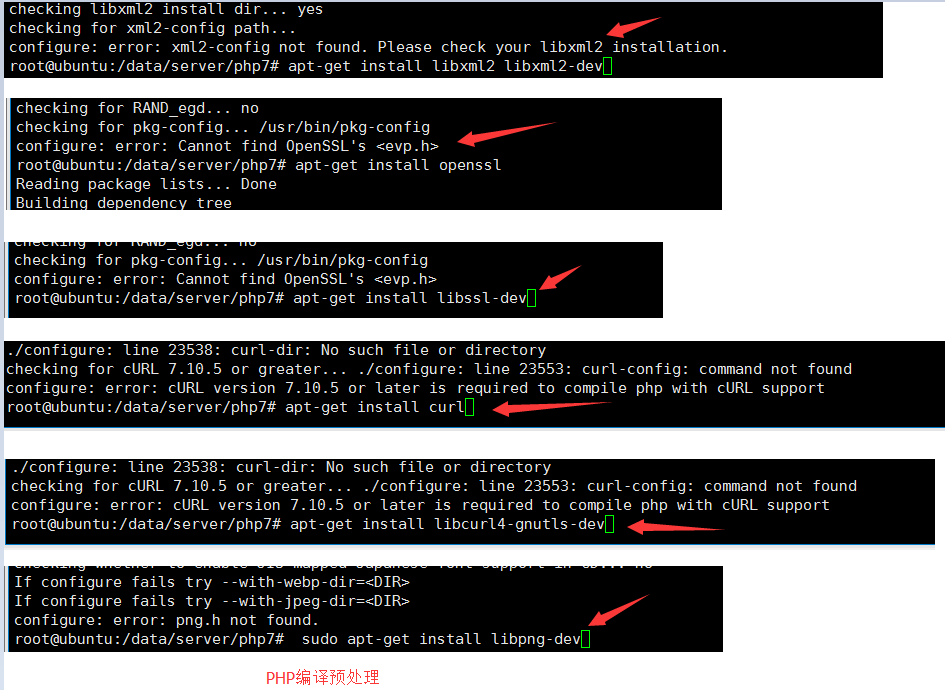 checking libxml2 install dir... yes
checking for xml2-config path...
configure: error: xml2-config not found. Please check your libxml2 installation.
root@ubuntu:/data/server/php7# apt-get install libxml2 libxml2-dev
checking for RAND_egd... no
checking for pkg-config... /usr/bin/pkg-config
configure: error: Cannot find OpenSSL's <evp.h>
root@ubuntu:/data/server/php7# apt-get install openssl
Reading package lists... Done
Building dependency tree
checking for RAND_egd... no
checking for pkg-config... /usr/bin/pkg-config
configure: error: Cannot find OpenSSL's <evp.h>
root@ubuntu:/data/server/php7# apt-get install libssl-dev
./configure: line 23538: curl-dir: No such file or directory
checking for cURL 7.10.5 or greater... ./configure: line 23553: curl-config: command not found
configure: error: cURL version 7.10.5 or later is required to compile php with cURL support
root@ubuntu:/data/server/php7# apt-get install curl
./configure: line 23538: curl-dir: No such file or directory
checking for cURL 7.10.5 or greater... ./configure: line 23553: curl-config: command not found
configure: error: cURL version 7.10.5 or later is required to compile php with cURL support
root@ubuntu:/data/server/php7# apt-get install libcurl4-gnutls-dev
checking whether to enable JIS-mapped Japanese font support in GD... no
If configure fails try --with-webp-dir=<DIR>
If configure fails try --with-jpeg-dir=<DIR>
configure: error: png.h not found.
root@ubuntu:/data/server/php7#  sudo apt-get install libpng-dev
PHP编译预处理